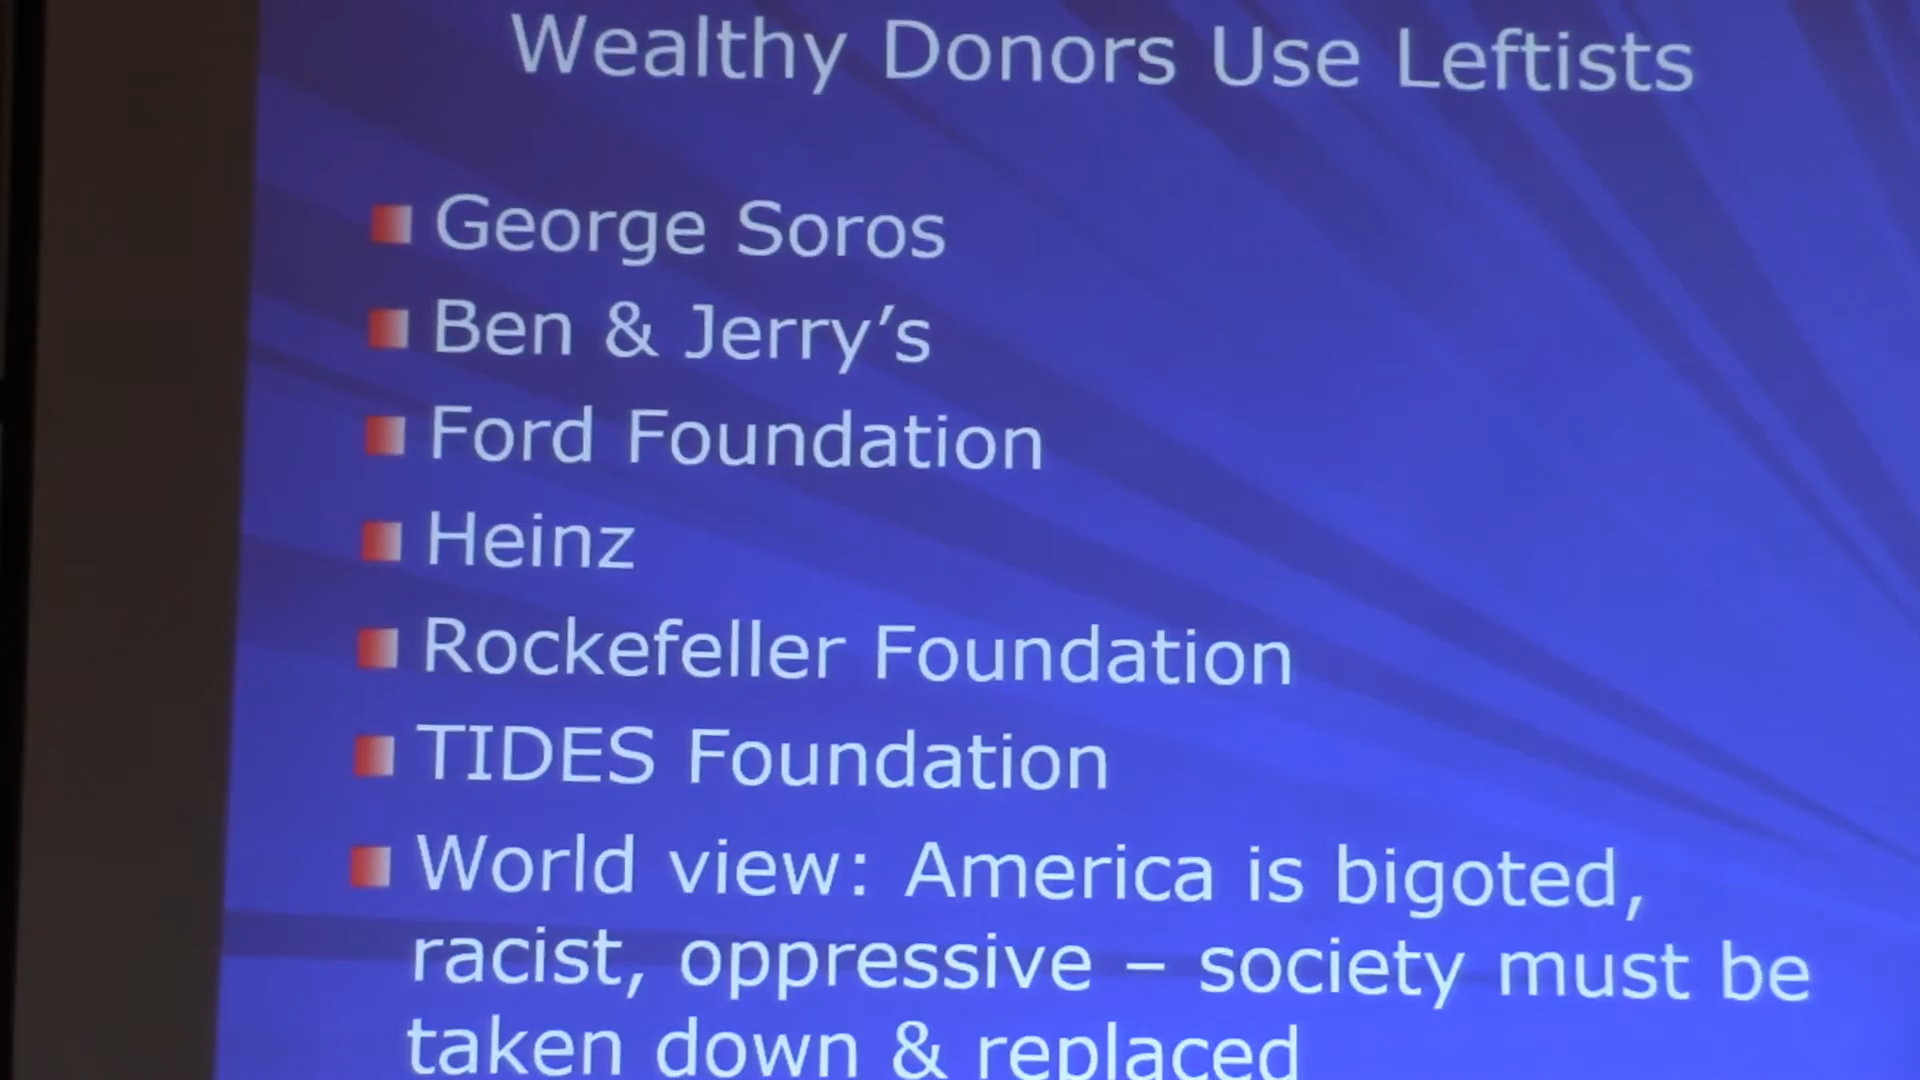 Wealthy Donors Use Leftists
George Soros
Ben & Jerry’s
Ford Foundation
Heinz
Rockefeller Foundation
TIDES Foundation
World view: America is bigoted,
racist, oppressive – society must be
taken down & replaced